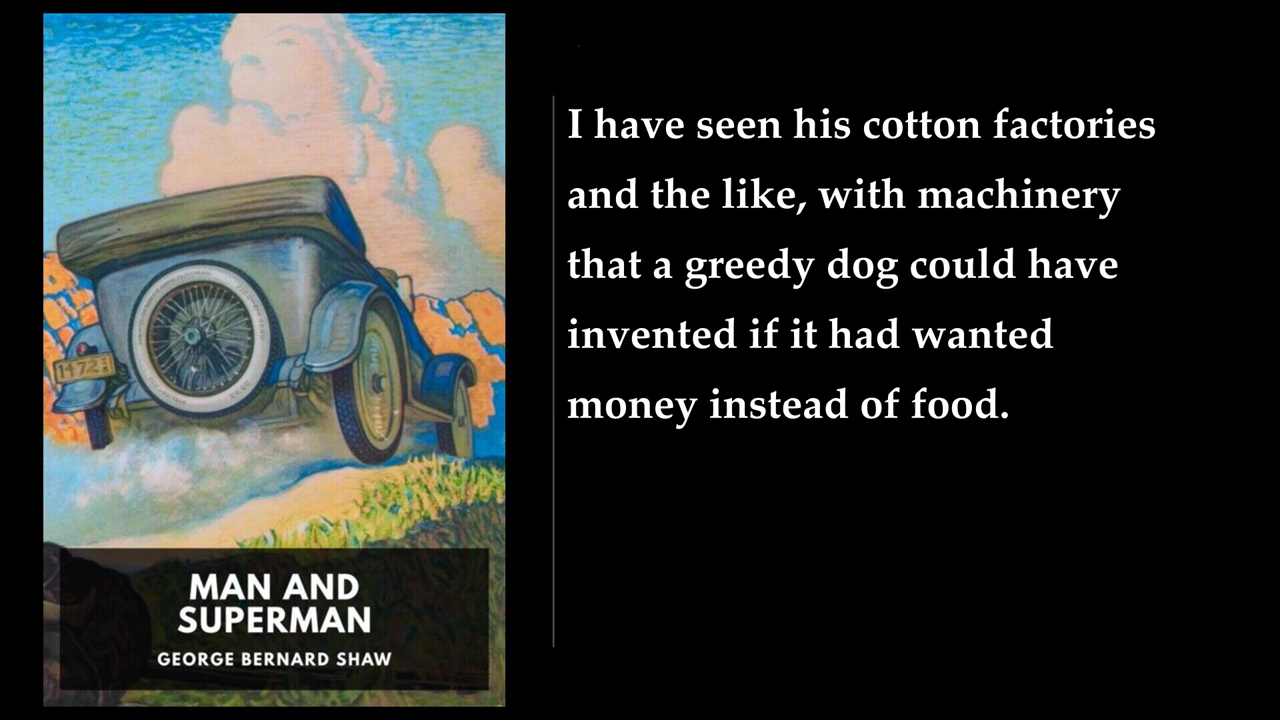 I have seen his cotton factories
and the like, with machinery
that a greedy dog could have
invented if it had wanted
money instead of food.
1472
MAN AND
SUPERMAN
GEORGE BERNARD SHAW